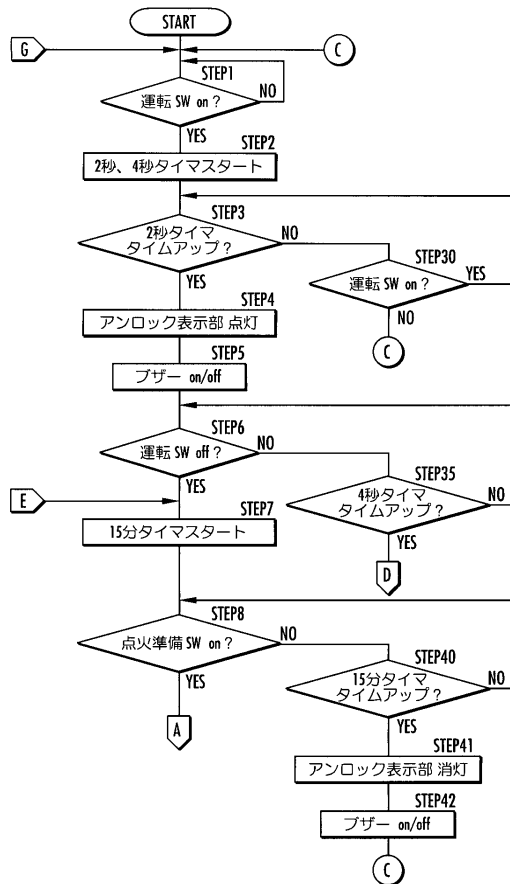 START
G
C
STEP1
運転 SW on ?
NO
YES
STEP2
2秒、4秒タイマスタート
STEP3
2秒タイマ
タイムアップ ?
NO
YES
STEP30
運転 SW on ?
YES
NO
C
STEP4
アンロック表示部 点灯
STEP5
ブザー on/off
STEP6
運転 SW off ?
NO
YES
STEP35
4秒タイマ
タイムアップ ?
NO
YES
D
E
STEP7
15分タイマスタート
STEP8
点火準備 SW on ?
NO
YES
A
STEP40
15分タイマ
タイムアップ ?
NO
YES
STEP41
アンロック表示部 消灯
STEP42
ブザー on/off
C